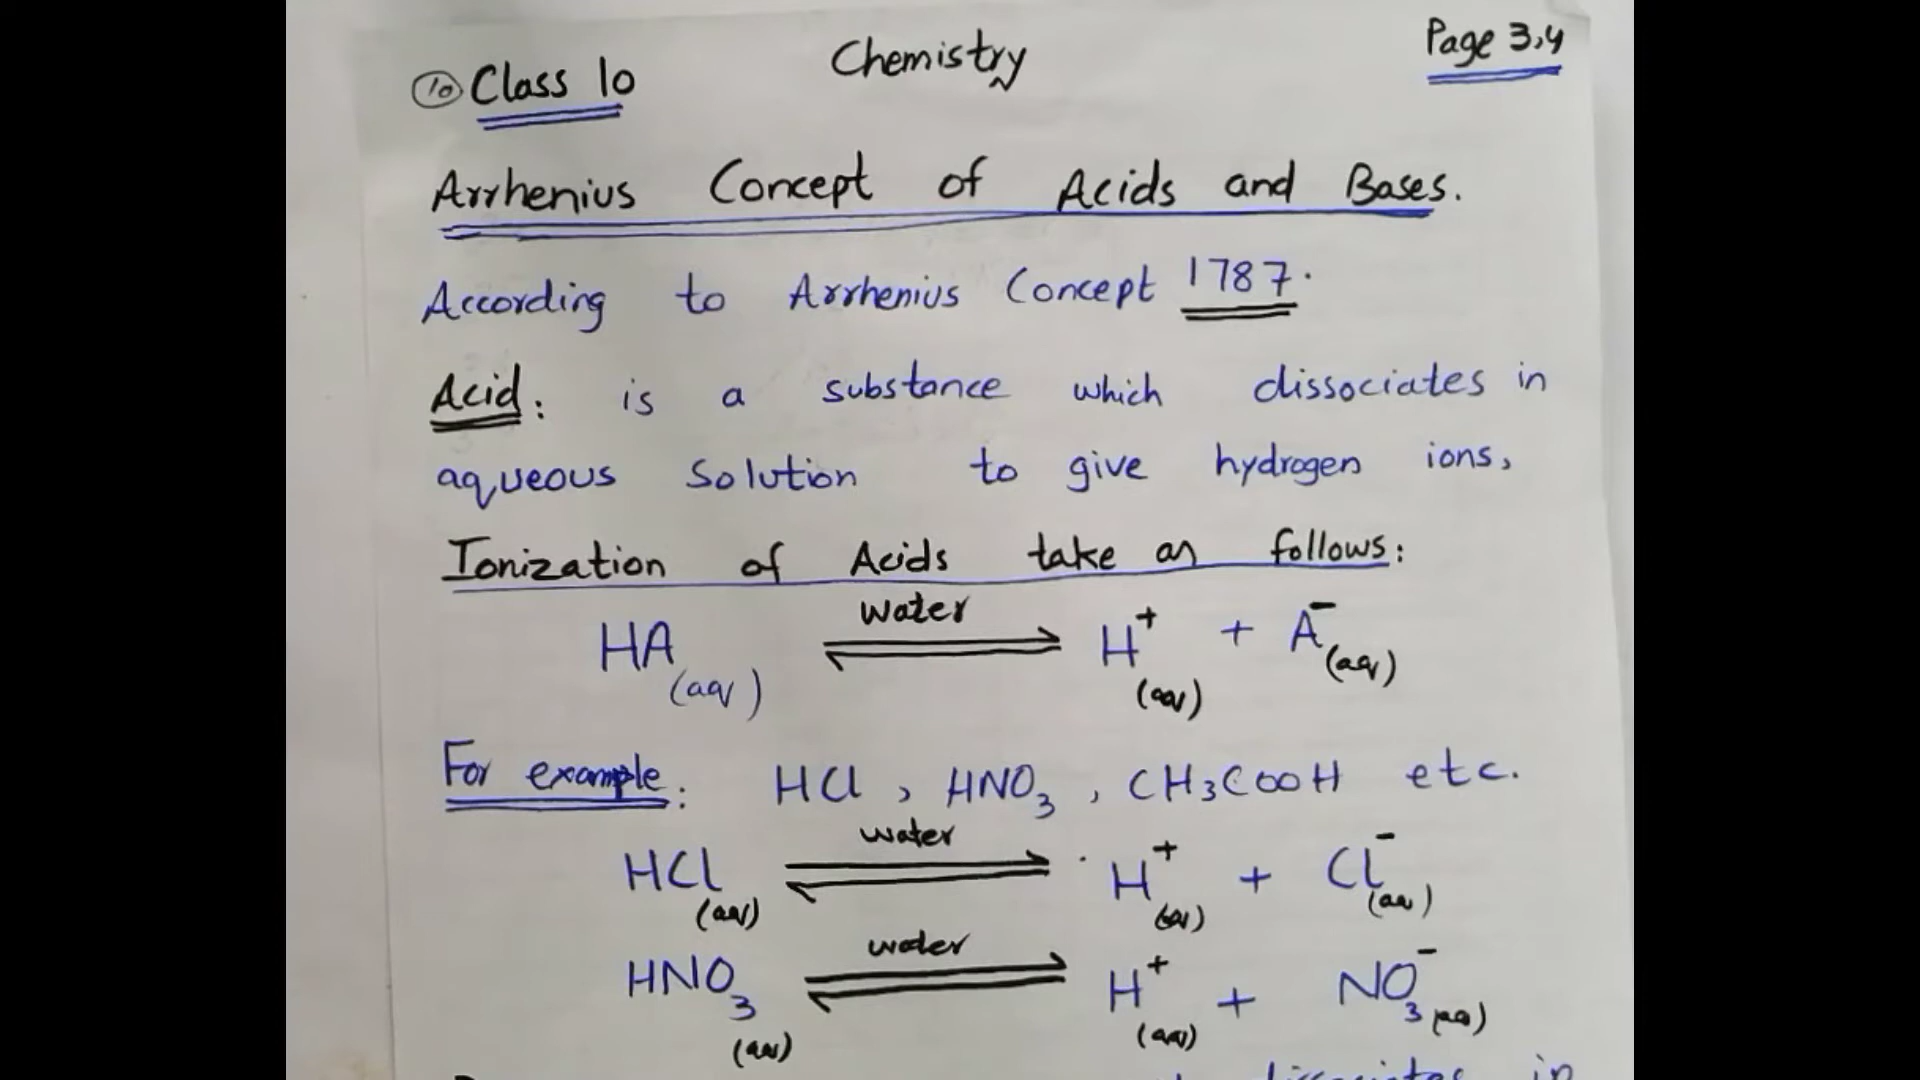 ⑩ Class 10 Chemistry Page 3,4
Arrhenius Concept of Acids and Bases.
According to Arrhenius Concept 1787.
Acid: is a substance which dissociates in
aqueous Solution to give hydrogen ions,
Ionization of Acids take as follows:
water
HA(aq) ⇌ H⁺(aq) + A⁻(aq)
For example: HCl, HNO₃, CH₃COOH etc.
water
HCl(aq) ⇌ H⁺(aq) + Cl⁻(aq)
water
HNO₃(aq) ⇌ H⁺(aq) + NO₃⁻(aq)
in